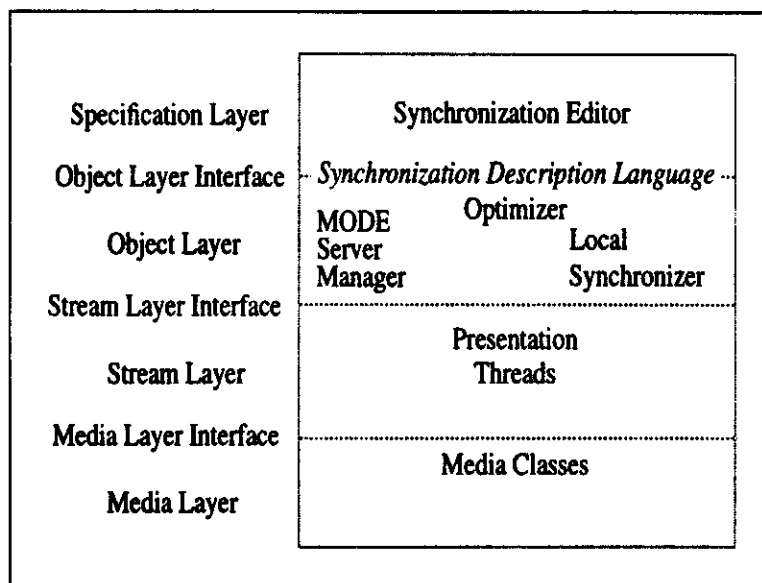 Specification Layer
Synchronization Editor
Object Layer Interface
Synchronization Description Language
Optimizer
MODE
Server
Manager
Object Layer
Local
Synchronizer
Stream Layer Interface
Presentation
Threads
Stream Layer
Media Layer Interface
Media Classes
Media Layer